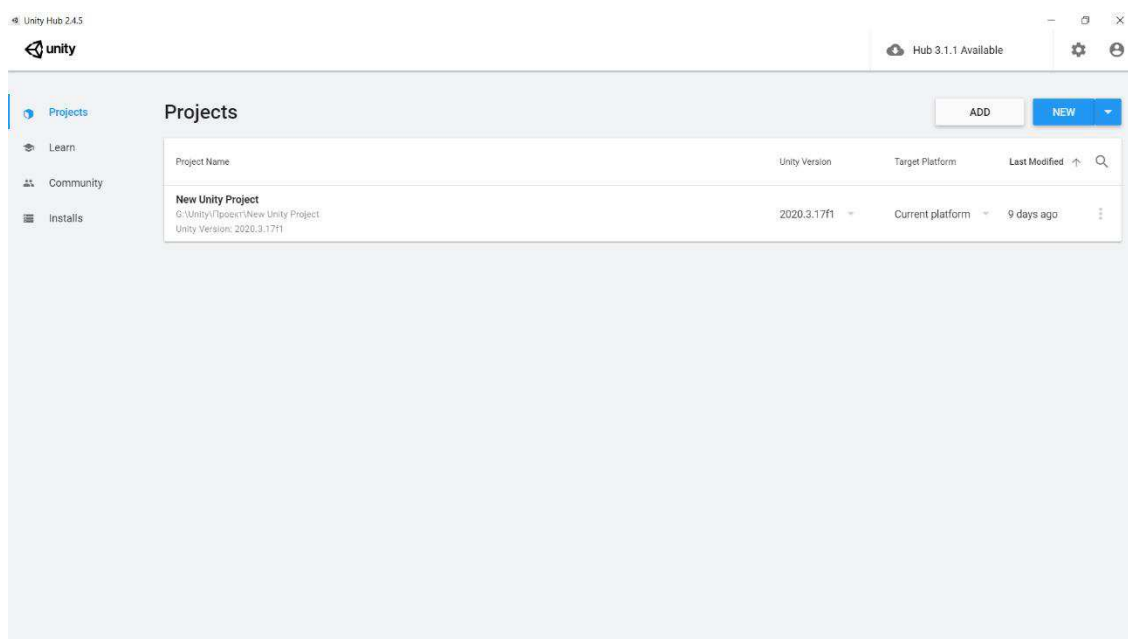 Unity Hub 2.4.5
unity
Hub 3.1.1 Available
Projects
Learn
Community
Installs
Projects
ADD
NEW
Project Name
Unity Version
Target Platform
Last Modified
New Unity Project
G:\Unity\Проект\New Unity Project
Unity Version: 2020.3.17f1
2020.3.17f1
Current platform
9 days ago